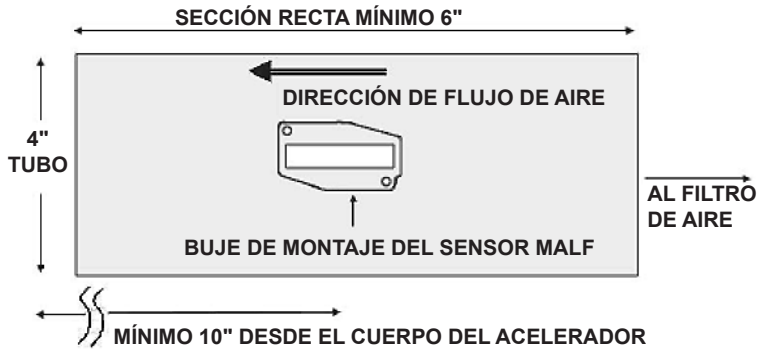 SECCIÓN RECTA MÍNIMO 6"
DIRECCIÓN DE FLUJO DE AIRE
4"
TUBO
AL FILTRO
DE AIRE
BUJE DE MONTAJE DEL SENSOR MALF
MÍNIMO 10" DESDE EL CUERPO DEL ACELERADOR